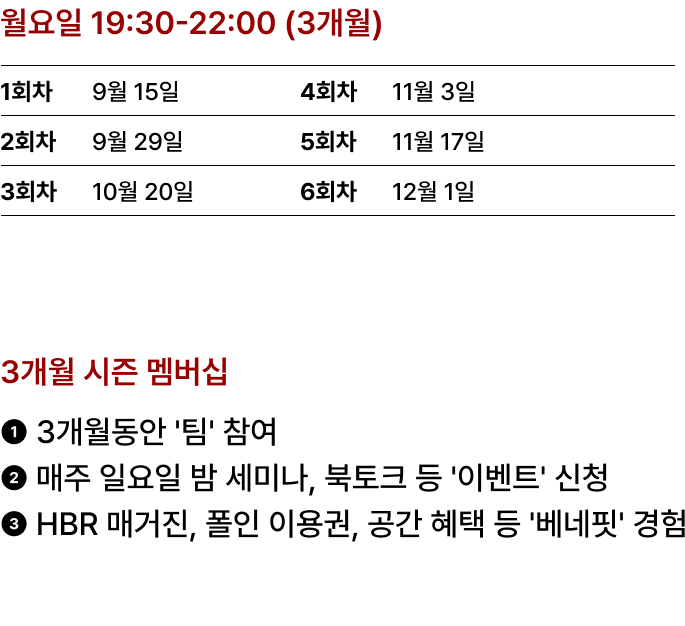 월요일 19:30-22:00 (3개월)
1회차 9월 15일 4회차 11월 3일
2회차 9월 29일 5회차 11월 17일
3회차 10월 20일 6회차 12월 1일
3개월 시즌 멤버십
❶ 3개월동안 '팀' 참여
❷ 매주 일요일 밤 세미나, 북토크 등 '이벤트' 신청
❸ HBR 매거진, 폴인 이용권, 공간 혜택 등 '베네핏' 경험